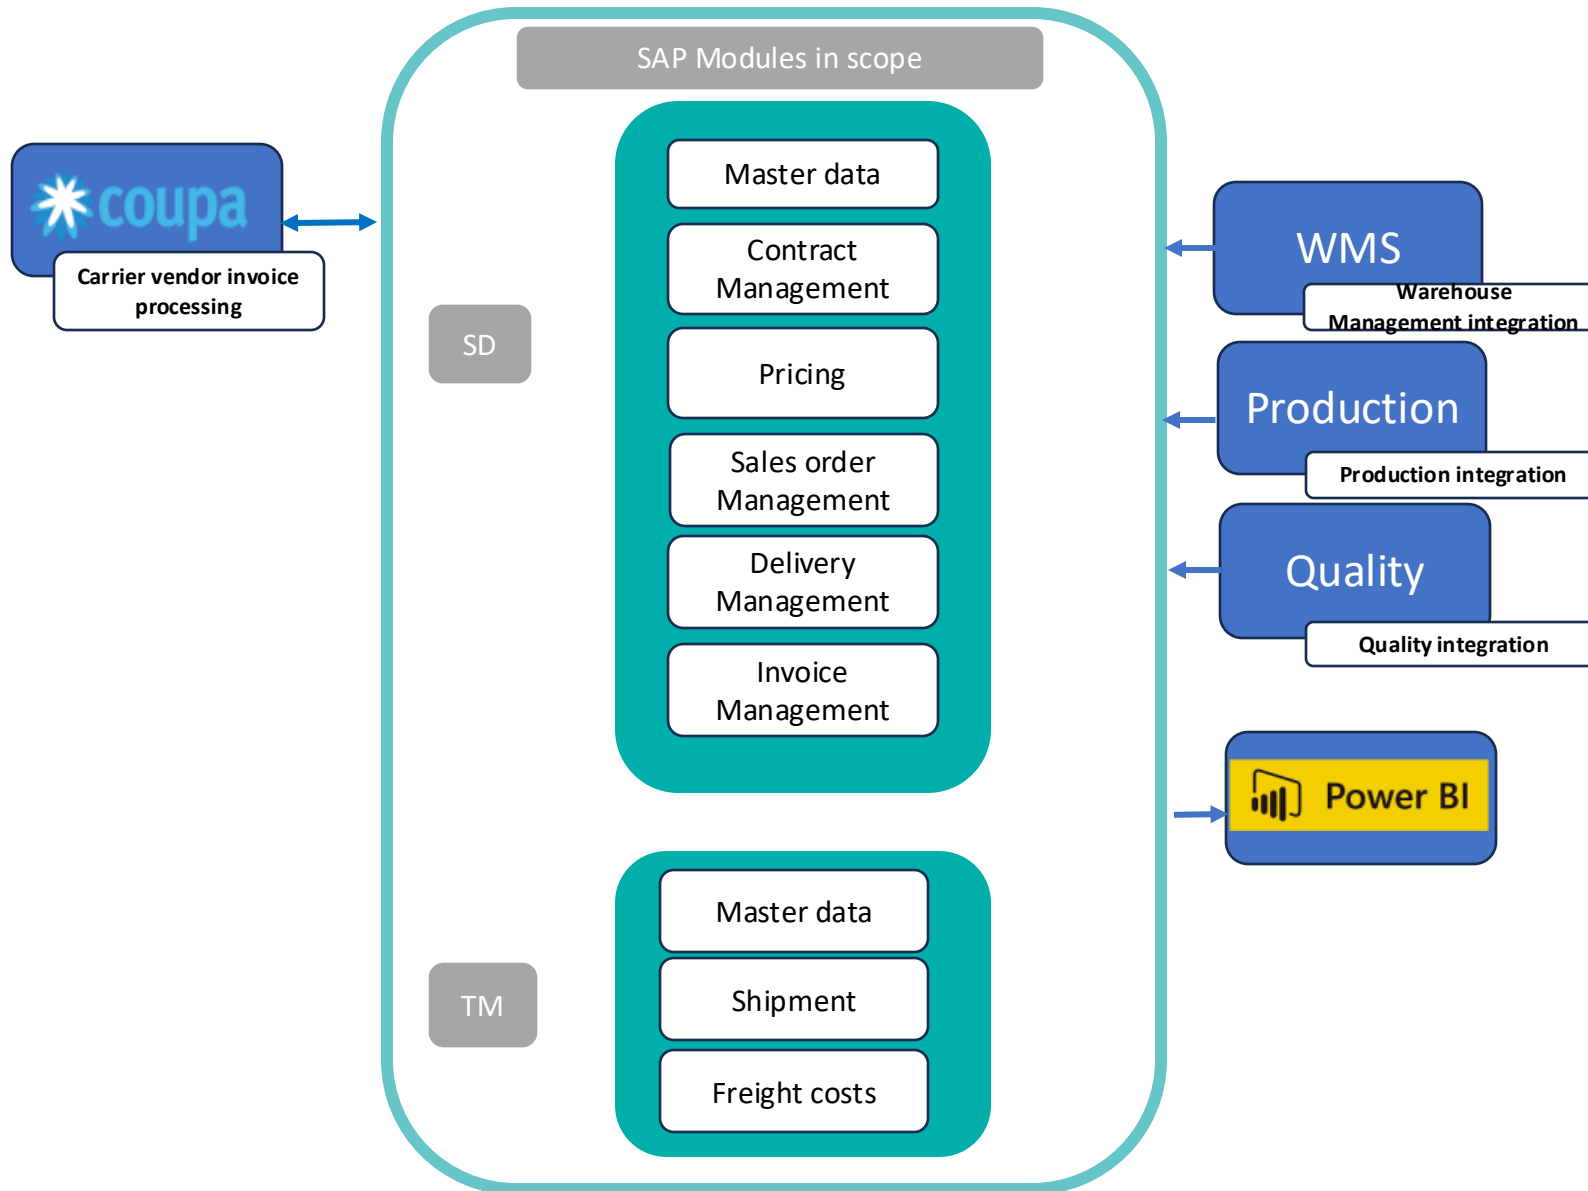 SAP Modules in scope
coupa
Carrier vendor invoice
processing
SD
Master data
Contract
Management
Pricing
Sales order
Management
Delivery
Management
Invoice
Management
TM
Master data
Shipment
Freight costs
WMS
Warehouse
Management integration
Production
Production integration
Quality
Quality integration
Power BI